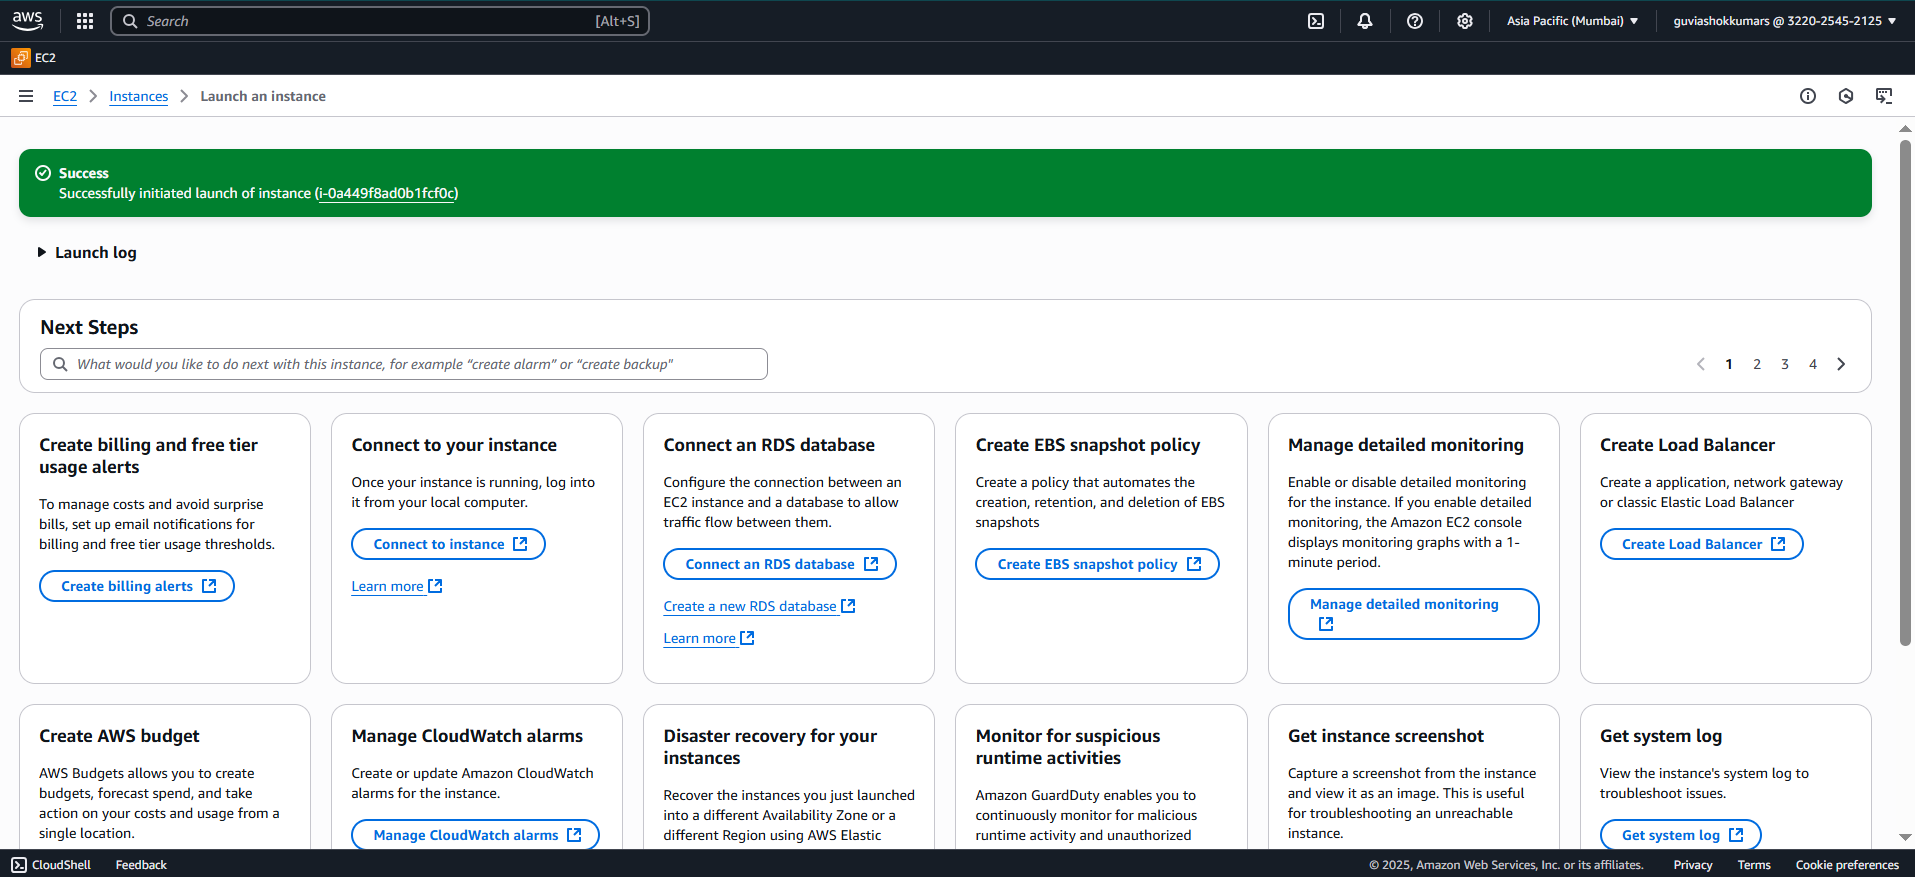 aws
Search [Alt+S]
Asia Pacific (Mumbai)
guviashokkumars @ 3220-2545-2125
EC2
EC2
Instances
Launch an instance
Success
Successfully initiated launch of instance (i-0a449f8ad0b1fcf0c)
Launch log
Next Steps
What would you like to do next with this instance, for example “create alarm” or “create backup"
1 2 3 4
Create billing and free tier
usage alerts
To manage costs and avoid surprise
bills, set up email notifications for
billing and free tier usage thresholds.
Create billing alerts
Connect to your instance
Once your instance is running, log into
it from your local computer.
Connect to instance
Learn more
Connect an RDS database
Configure the connection between an
EC2 instance and a database to allow
traffic flow between them.
Connect an RDS database
Create a new RDS database
Learn more
Create EBS snapshot policy
Create a policy that automates the
creation, retention, and deletion of EBS
snapshots
Create EBS snapshot policy
Manage detailed monitoring
Enable or disable detailed monitoring
for the instance. If you enable detailed
monitoring, the Amazon EC2 console
displays monitoring graphs with a 1-
minute period.
Manage detailed monitoring
Create Load Balancer
Create a application, network gateway
or classic Elastic Load Balancer
Create Load Balancer
Create AWS budget
AWS Budgets allows you to create
budgets, forecast spend, and take
action on your costs and usage from a
single location.
Manage CloudWatch alarms
Create or update Amazon CloudWatch
alarms for the instance.
Manage CloudWatch alarms
Disaster recovery for your
instances
Recover the instances you just launched
into a different Availability Zone or a
different Region using AWS Elastic
Monitor for suspicious
runtime activities
Amazon GuardDuty enables you to
continuously monitor for malicious
runtime activity and unauthorized
Get instance screenshot
Capture a screenshot from the instance
and view it as an image. This is useful
for troubleshooting an unreachable
instance.
Get system log
View the instance's system log to
troubleshoot issues.
Get system log
CloudShell
Feedback
© 2025, Amazon Web Services, Inc. or its affiliates.
Privacy
Terms
Cookie preferences